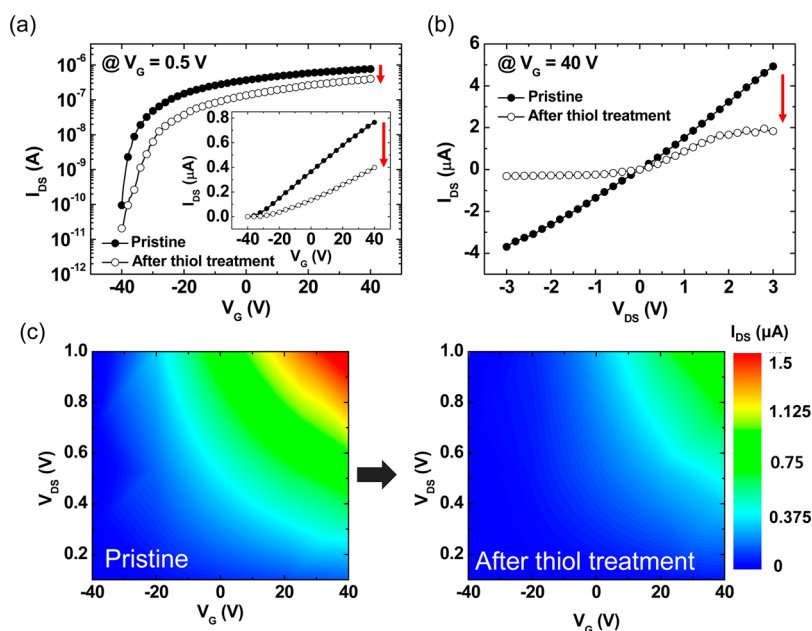 (a)
@ V_G = 0.5 V
10^-6
10^-7
10^-8
10^-9
10^-10
10^-11
10^-12
I_DS (A)
Pristine
After thiol treatment
-40
-20
0
20
40
V_G (V)
0.8
0.6
0.4
0.2
0.0
I_DS (μA)
-40 -20 0 20 40
V_G (V)
(b)
@ V_G = 40 V
Pristine
After thiol treatment
6
4
2
0
-2
-4
I_DS (μA)
-3 -2 -1 0 1 2 3
V_DS (V)
(c)
1.0
0.8
0.6
0.4
0.2
V_DS (V)
Pristine
-40 -20 0 20 40
V_G (V)
1.0
0.8
0.6
0.4
0.2
V_DS (V)
After thiol treatment
-40 -20 0 20 40
V_G (V)
I_DS (μA)
1.5
1.125
0.75
0.375
0